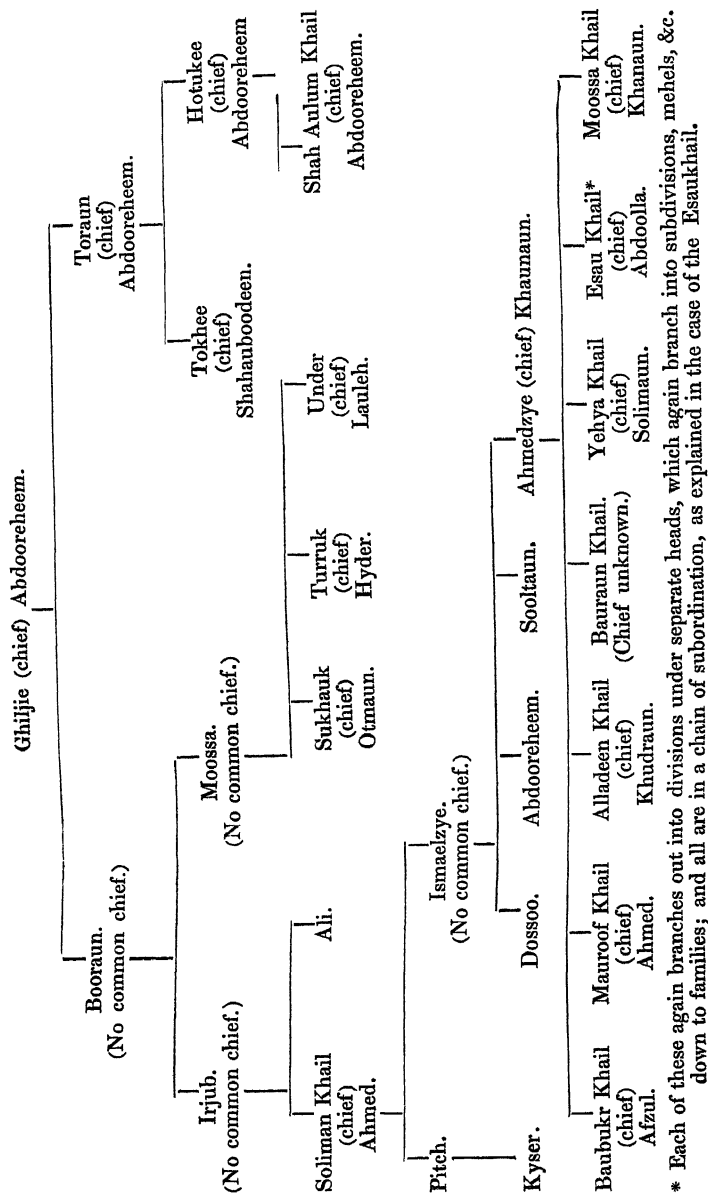 Ghiljie (chief) Abdooreheem.
Booraun.
(No common chief.)
Toraun
(chief)
Abdooreheem.
Irjub.
(No common chief.)
Moossa.
(No common chief.)
Tokhee
(chief)
Shahauboodeen.
Hotukee
(chief)
Abdooreheem
Soliman Khail
(chief)
Ahmed.
Ali.
Sukhauk
(chief)
Otmaun.
Turruk
(chief)
Hyder.
Under
(chief)
Lauleh.
Shah Aulum Khail
(chief)
Abdooreheem.
Pitch.
Ismaelzye.
(No common chief.)
Kyser.
Dossoo.
Abdooreheem.
Sooltaun.
Ahmedzye (chief) Khaunaun.
Baubukr Khail
(chief)
Afzul.
Mauroof Khail
(chief)
Ahmed.
Alladeen Khail
(chief)
Khudraun.
Bauraun Khail.
(Chief unknown.)
Yehya Khail
(chief)
Solimaun.
Esau Khail*
(chief)
Abdoolla.
Moossa Khail
(chief)
Khanaun.
* Each of these again branches out into divisions under separate heads, which again branch into subdivisions, mehels, &c.
down to families; and all are in a chain of subordination, as explained in the case of the Esaukhail.